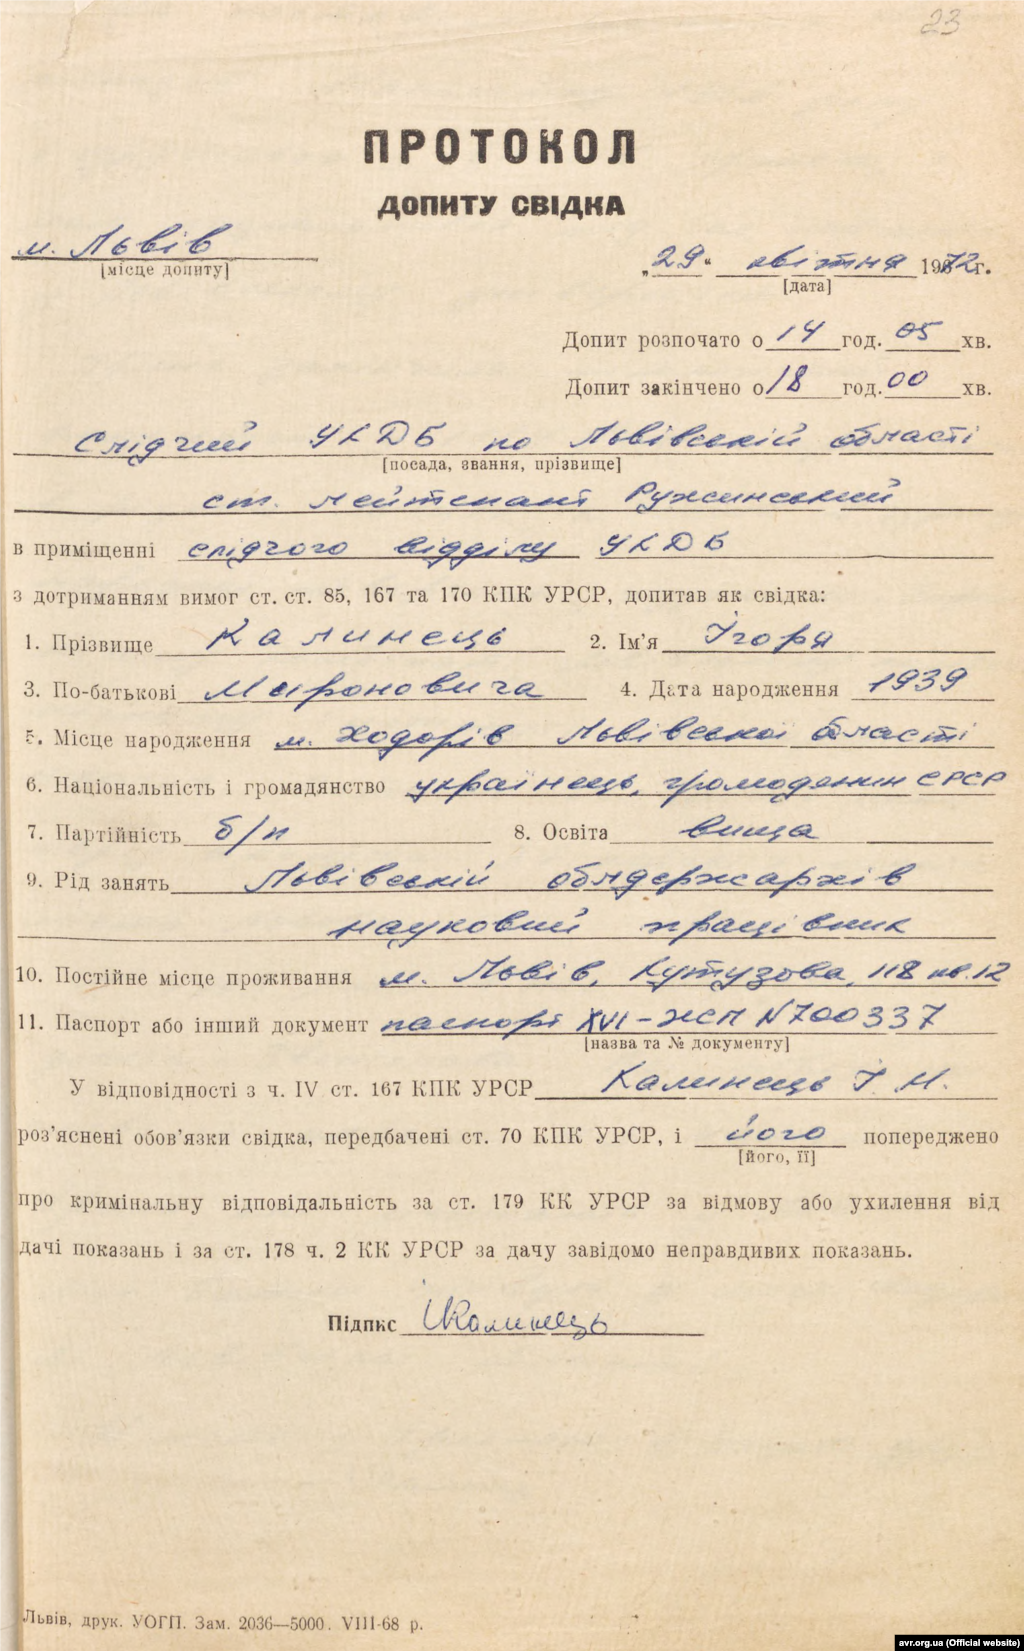 23
ПРОТОКОЛ
ДОПИТУ СВІДКА
м. Львів
[місце допиту]
„29“ квітня 1972 г.
[дата]
Допит розпочато о 14 год. 05 хв.
Допит закінчено о 18 год. 00 хв.
Слідчий УКДБ по Львівській області
[посада, звання, прізвище]
ст. лейтенант Ружинський
в приміщенні слідчого відділу УКДБ
з дотриманням вимог ст. ст. 85, 167 та 170 КПК УРСР, допитав як свідка:
1. Прізвище Калинець 2. Ім’я Ігоря
3. По-батькові Мироновича 4. Дата народження 1939
5. Місце народження м. Ходорів Львівської області
6. Національність і громадянство українець, громодянин СРСР
7. Партійність б/п 8. Освіта вища
9. Рід занять Львівській облдержархів
науковий працівник
10. Постійне місце проживання м. Львів, Кутузова, 118 кв. 12
11. Паспорт або інший документ паспорт XVI-ЖСП N700337
[назва та № документу]
У відповідності з ч. IV ст. 167 КПК УРСР Калинець І. М.
роз’яснені обов’язки свідка, передбачені ст. 70 КПК УРСР, і його попереджено
[його, її]
про кримінальну відповідальність за ст. 179 КК УРСР за відмову або ухилення від
дачі показань і за ст. 178 ч. 2 КК УРСР за дачу завідомо неправдивих показань.
Підпис ІКалинець
Львів, друк. УОГП. Зам. 2036—5000. VIII-68 р.
avr.org.ua (Official website)